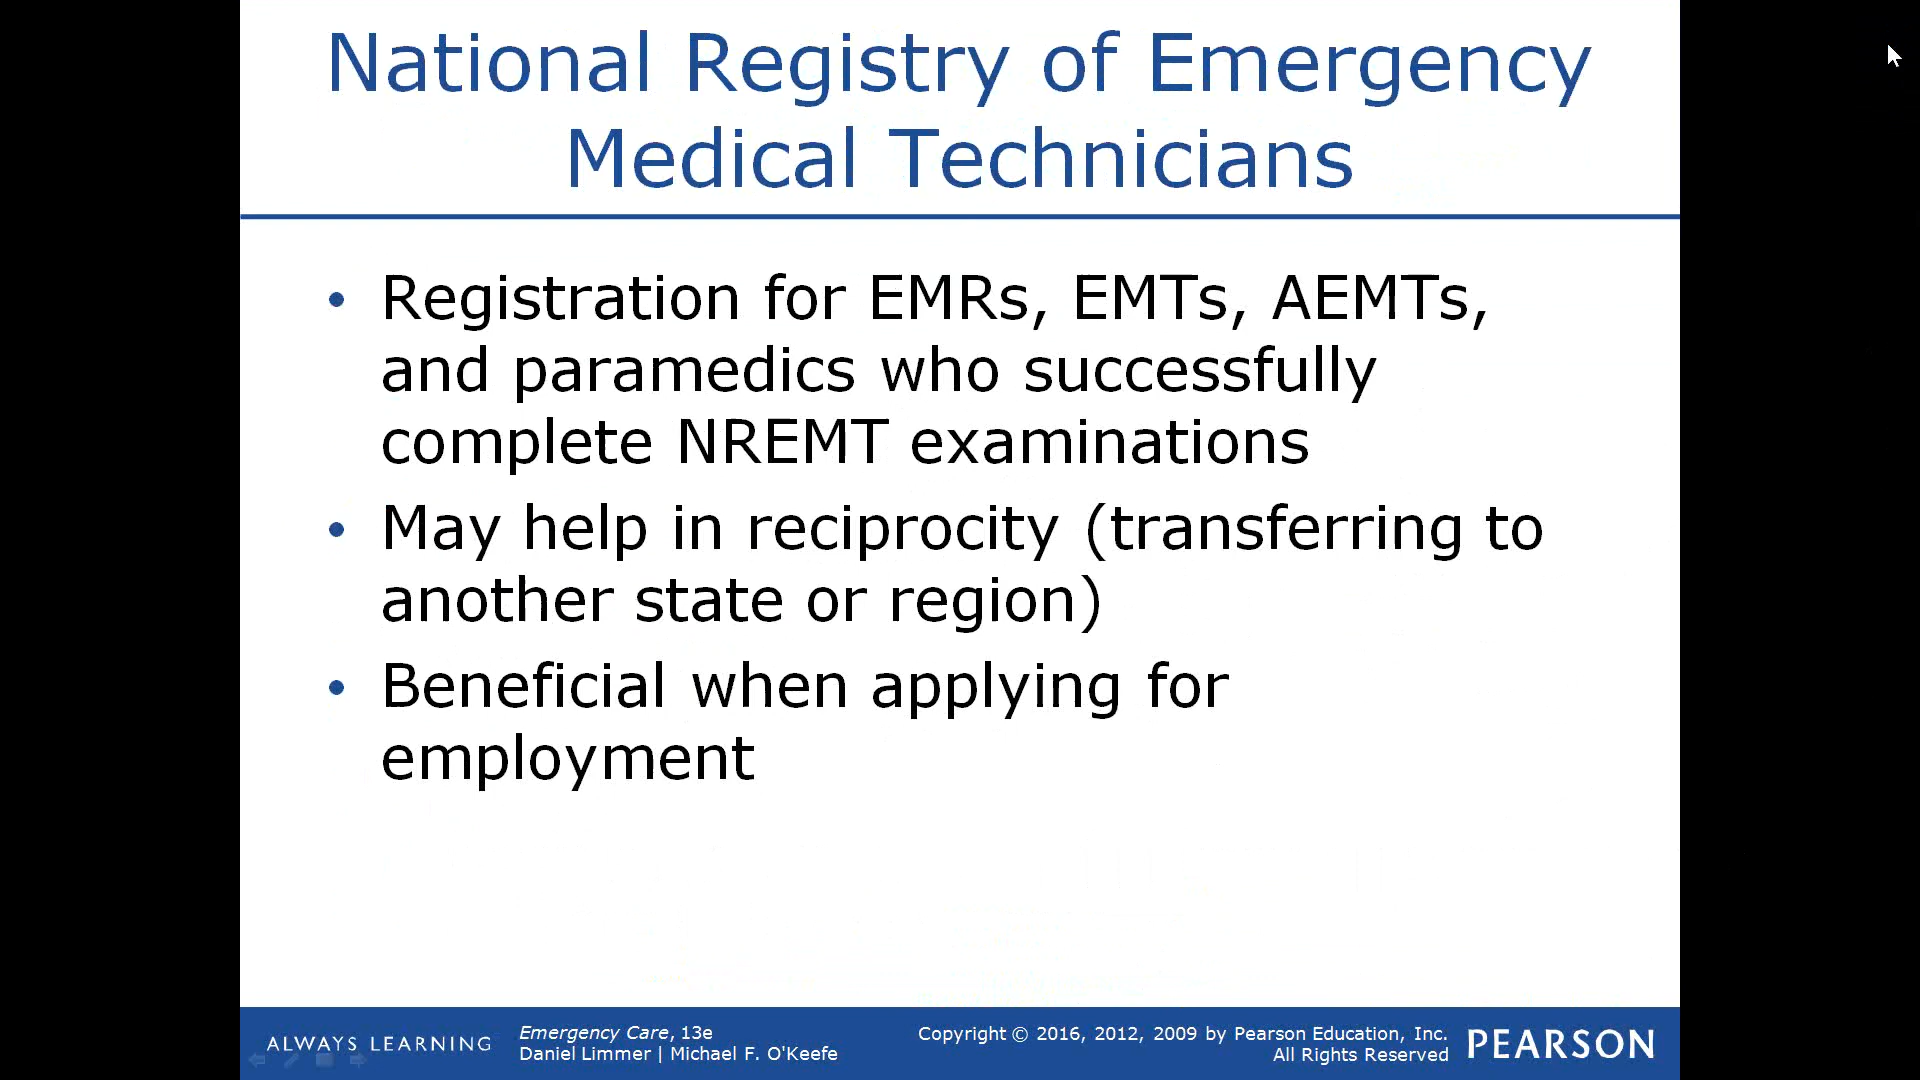 National Registry of Emergency
Medical Technicians
• Registration for EMRs, EMTs, AEMTs,
and paramedics who successfully
complete NREMT examinations
• May help in reciprocity (transferring to
another state or region)
• Beneficial when applying for
employment
ALWAYS LEARNING
Emergency Care, 13e
Daniel Limmer | Michael F. O'Keefe
Copyright © 2016, 2012, 2009 by Pearson Education, Inc.
All Rights Reserved
PEARSON